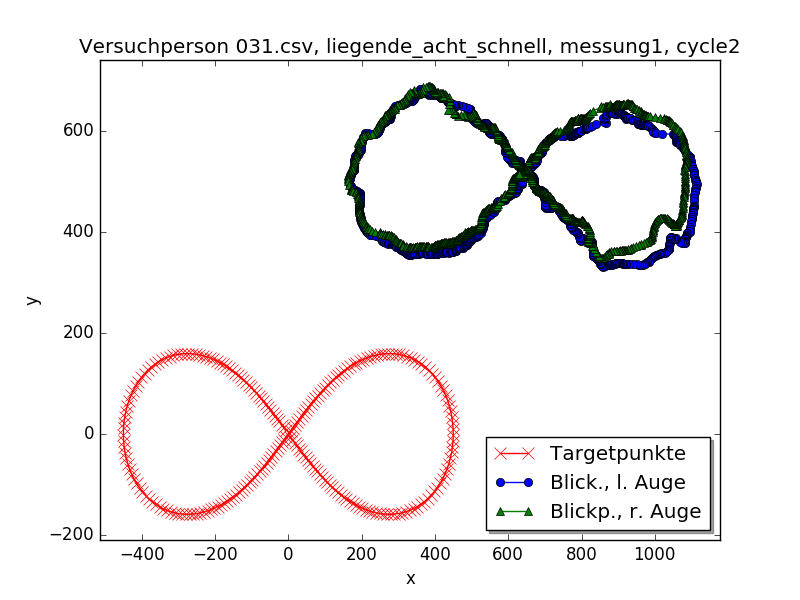 Versuchperson 031.csv, liegende_acht_schnell, messung1, cycle2
y
600
400
200
0
−200
−400
−200
0
200
400
600
800
1000
x
Targetpunkte
Blick., l. Auge
Blickp., r. Auge